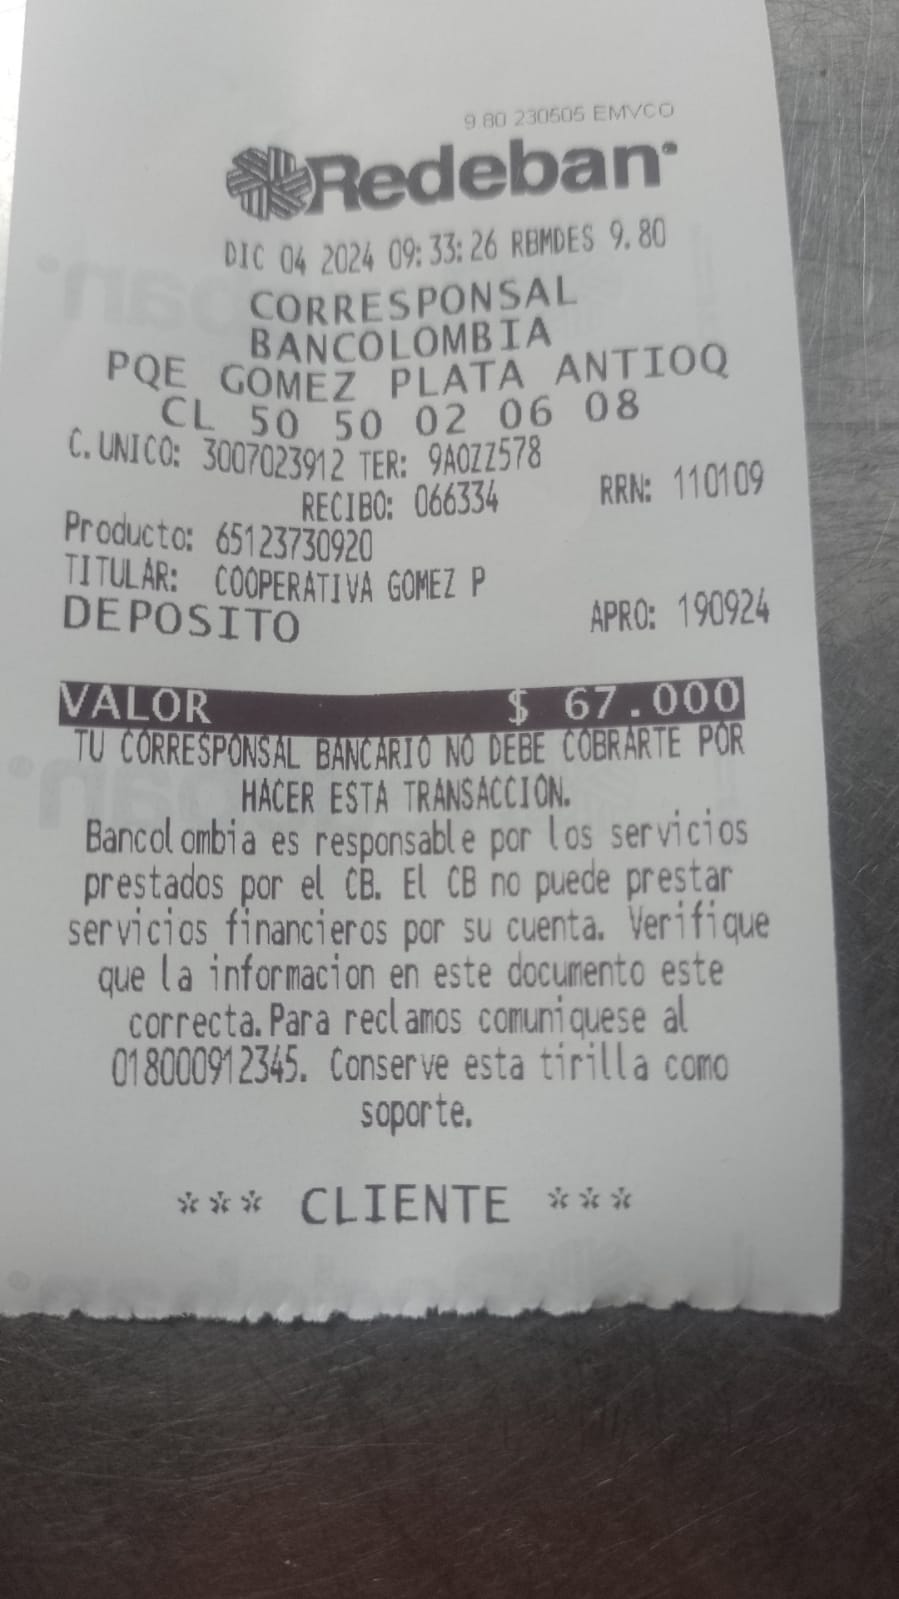 9.80 230505 EMVCO
Redeban
DIC 04 2024 09:33:26 RBMDES 9.80
CORRESPONSAL
BANCOLOMBIA
PQE GOMEZ PLATA ANTIOQ
CL 50 50 02 06 08
C. UNICO: 3007023912 TER: 9AOZZ578
RECIBO: 066334 RRN: 110109
Producto: 65123730920
TITULAR: COOPERATIVA GOMEZ P
DEPOSITO APRO: 190924
VALOR $ 67.000
TU CORRESPONSAL BANCARIO NO DEBE COBRARTE POR
HACER ESTA TRANSACCION.
Bancolombia es responsable por los servicios
prestados por el CB. El CB no puede prestar
servicios financieros por su cuenta. Verifique
que la informacion en este documento este
correcta.Para reclamos comuniquese al
018000912345. Conserve esta tirilla como
soporte.
*** CLIENTE ***